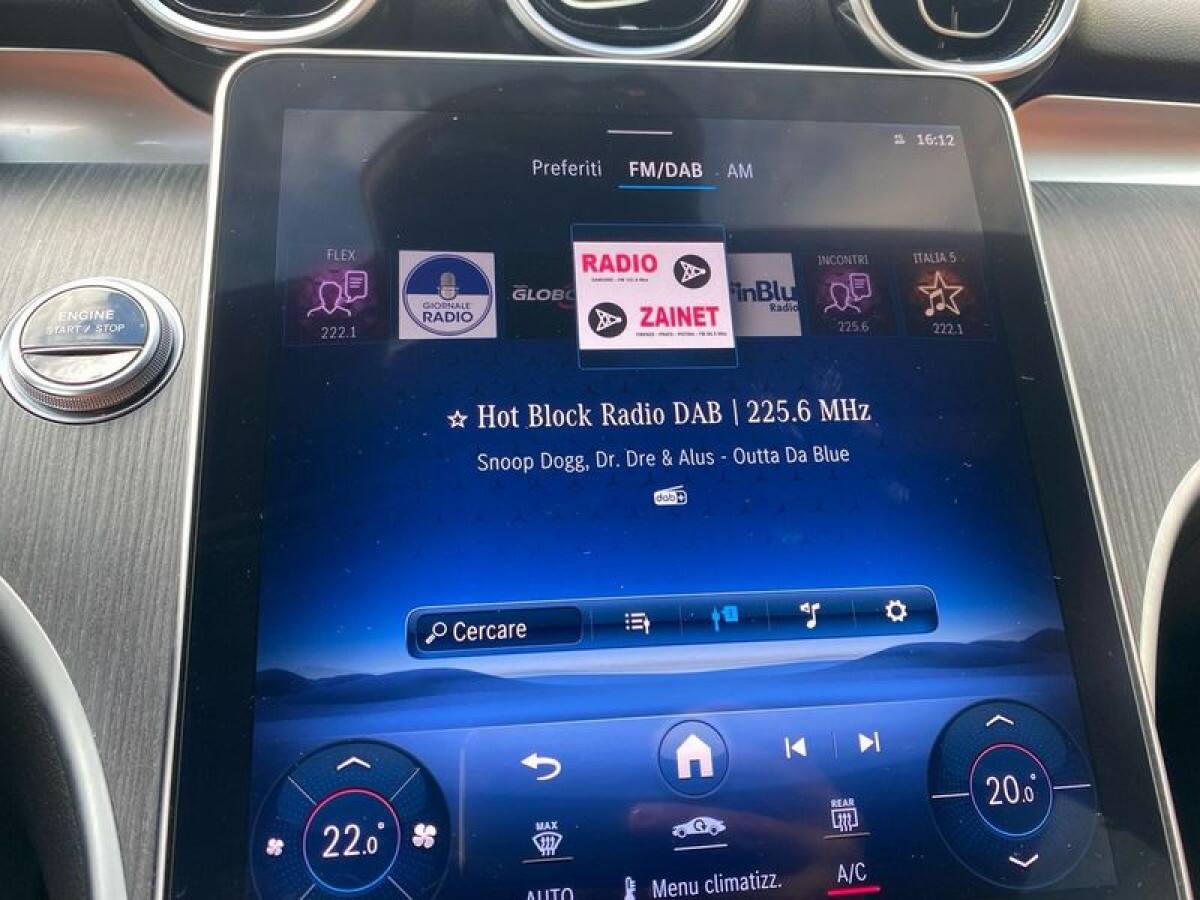 16:12
Preferiti FM/DAB AM
FLEX
222.1
GIORNALE
RADIO
GLOBO
RADIO
ZAINET
inBlu
Radio
INCONTRI
225.6
ITALIA 5
222.1
ENGINE
START / STOP
Hot Block Radio DAB | 225.6 MHz
Snoop Dogg, Dr. Dre & Alus - Outta Da Blue
dab+
Cercare
22.0°
20.0°
MAX
REAR
AUTO
Menu climatizz.
A/C